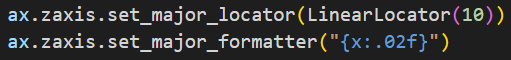 ax.zaxis.set_major_locator(LinearLocator(10))
ax.zaxis.set_major_formatter("{x:.02f}")